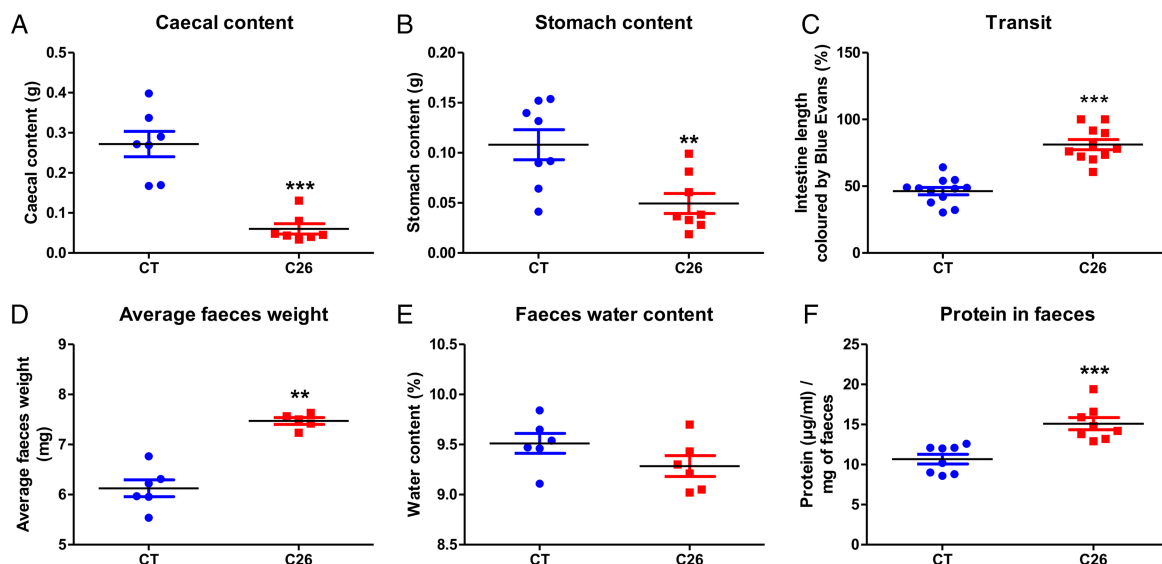 A
Caecal content
Caecal content (g)
0.5
0.4
0.3
0.2
0.1
0.0
***
CT
C26
B
Stomach content
Stomach content (g)
0.20
0.15
0.10
0.05
0.00
**
CT
C26
C
Transit
Intestine length
coloured by Blue Evans (%)
150
100
50
0
***
CT
C26
D
Average faeces weight
Average faeces weight
(mg)
9
8
7
6
5
**
CT
C26
E
Faeces water content
Water content (%)
10.5
10.0
9.5
9.0
8.5
CT
C26
F
Protein in faeces
Protein (µg/ml) /
mg of faeces
25
20
15
10
5
0
***
CT
C26